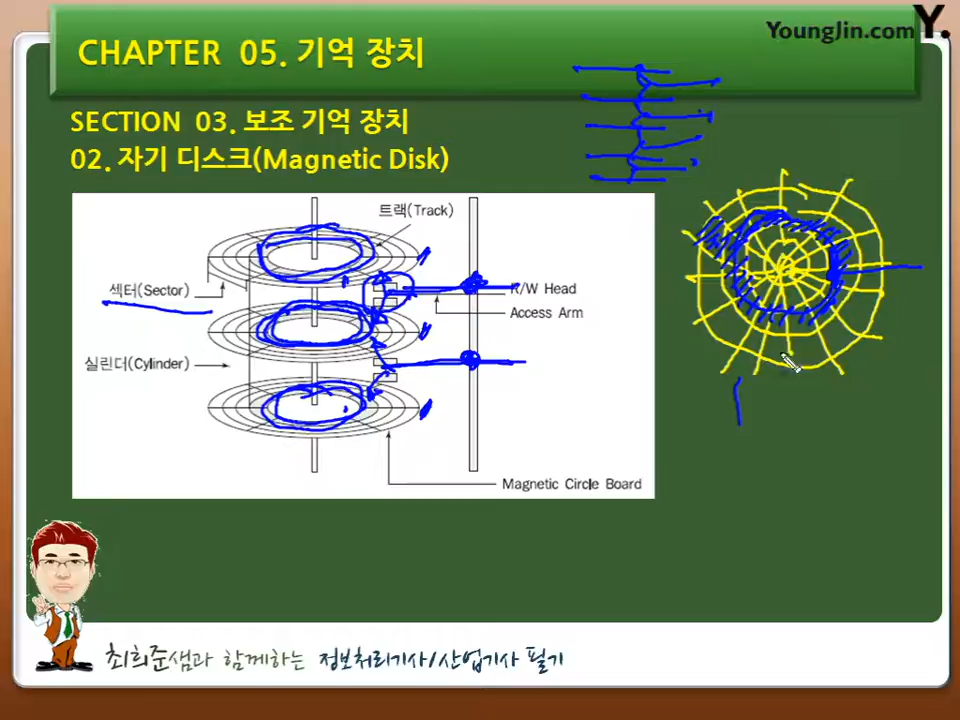 YoungJin.com Y.
CHAPTER 05. 기억 장치
SECTION 03. 보조 기억 장치
02. 자기 디스크(Magnetic Disk)
트랙(Track)
섹터(Sector)
R/W Head
Access Arm
실린더(Cylinder)
Magnetic Circle Board
최희준샘과 함께하는 정보처리기사/산업기사 필기